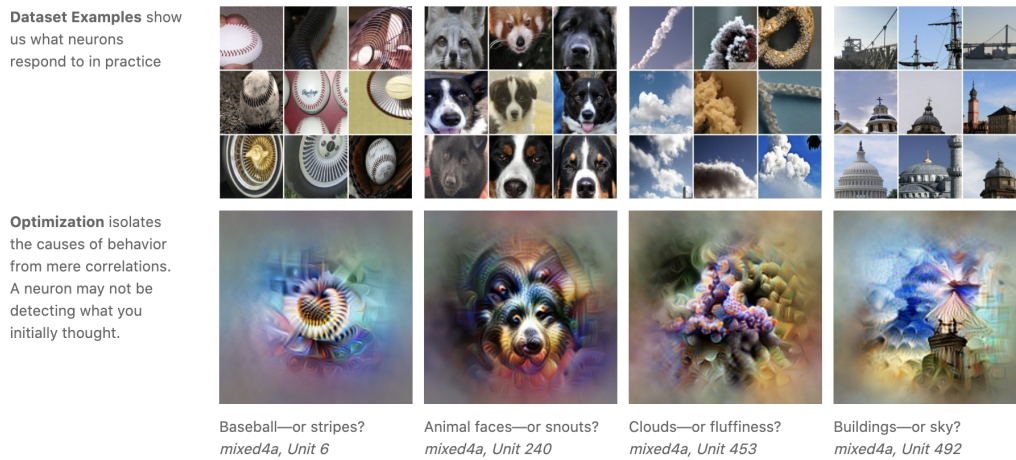 Dataset Examples show
us what neurons
respond to in practice
Optimization isolates
the causes of behavior
from mere correlations.
A neuron may not be
detecting what you
initially thought.
Baseball—or stripes?
mixed4a, Unit 6
Animal faces—or snouts?
mixed4a, Unit 240
Clouds—or fluffiness?
mixed4a, Unit 453
Buildings—or sky?
mixed4a, Unit 492